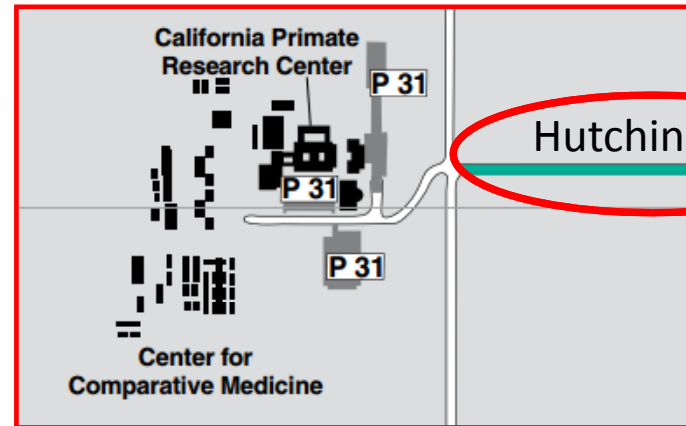 California Primate
Research Center
P 31
Hutchin
P 31
P 31
Center for
Comparative Medicine